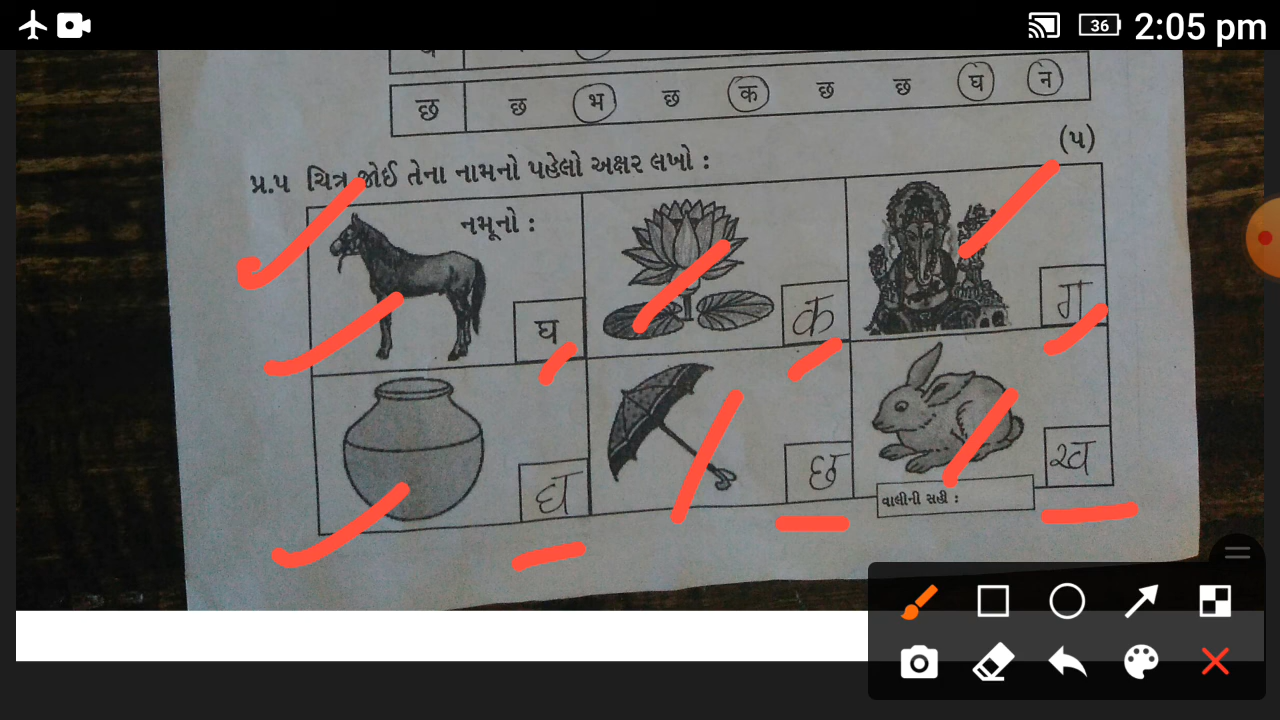 36 2:05 pm
छ छ भ छ क छ छ घ न
(૫)
પ્ર.૫ ચિત્ર જોઈ તેના નામનો પહેલો અક્ષર લખો :
નમૂનો :
घ क ग
घ छ ख
વાલીની સહી :